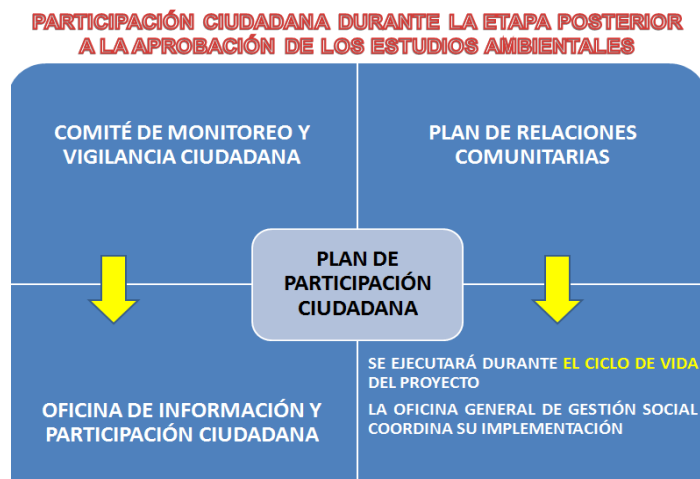 PARTICIPACIÓN CIUDADANA DURANTE LA ETAPA POSTERIOR
A LA APROBACIÓN DE LOS ESTUDIOS AMBIENTALES
COMITÉ DE MONITOREO Y
VIGILANCIA CIUDADANA
PLAN DE RELACIONES
COMUNITARIAS
PLAN DE
PARTICIPACIÓN
CIUDADANA
OFICINA DE INFORMACIÓN Y
PARTICIPACIÓN CIUDADANA
SE EJECUTARÁ DURANTE EL CICLO DE VIDA
DEL PROYECTO
LA OFICINA GENERAL DE GESTIÓN SOCIAL
COORDINA SU IMPLEMENTACIÓN